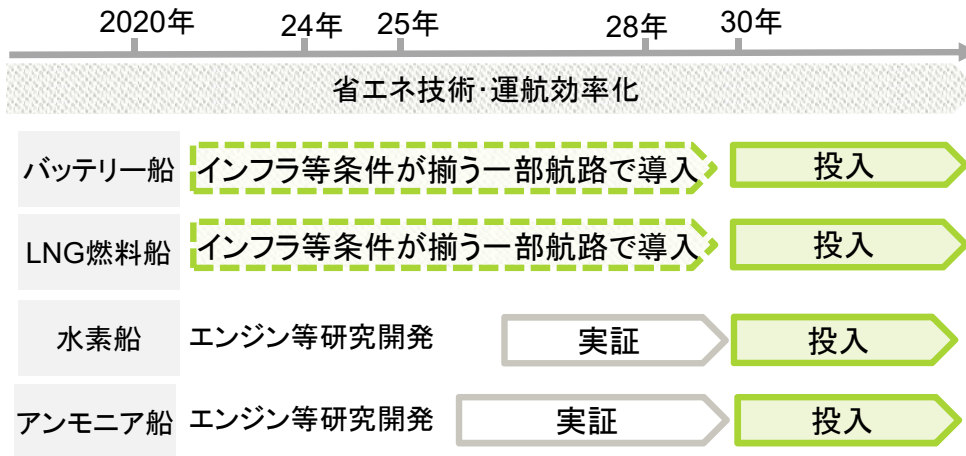 2020年 24年 25年 28年 30年
省エネ技術・運航効率化
バッテリー船 インフラ等条件が揃う一部航路で導入 投入
LNG燃料船 インフラ等条件が揃う一部航路で導入 投入
水素船 エンジン等研究開発 実証 投入
アンモニア船 エンジン等研究開発 実証 投入